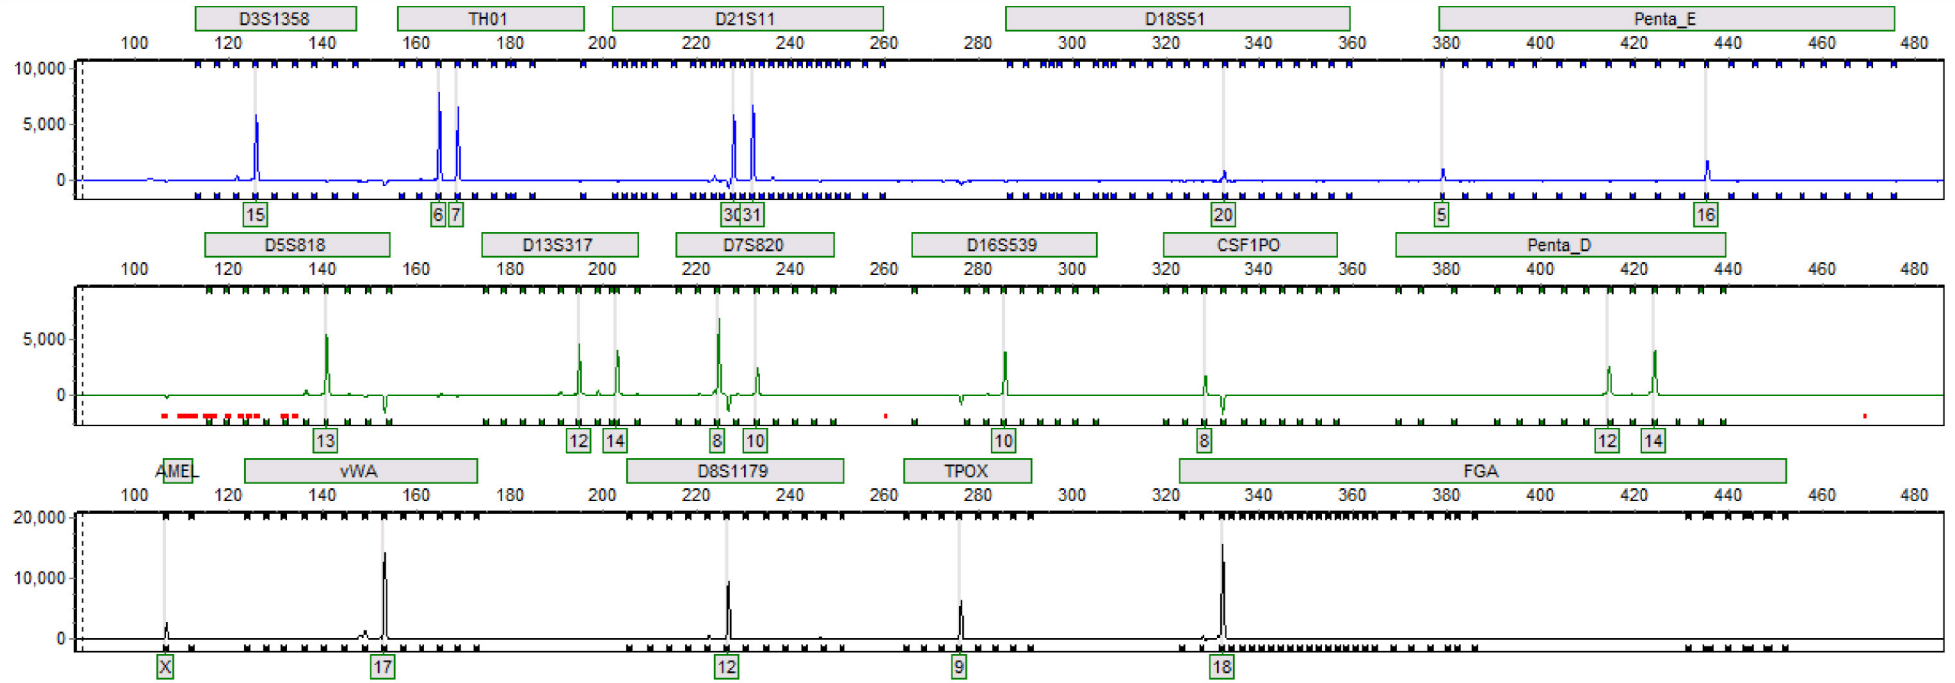 D3S1358 TH01 D21S11 D18S51 Penta_E
100 120 140 160 180 200 220 240 260 280 300 320 340 360 380 400 420 440 460 480
10,000
5,000
0
15 6 7 30 31 20 5 16
D5S818 D13S317 D7S820 D16S539 CSF1PO Penta_D
100 120 140 160 180 200 220 240 260 280 300 320 340 360 380 400 420 440 460 480
5,000
0
13 12 14 8 10 10 8 12 14
AMEL vWA D8S1179 TPOX FGA
100 120 140 160 180 200 220 240 260 280 300 320 340 360 380 400 420 440 460 480
20,000
10,000
0
X 17 12 9 18